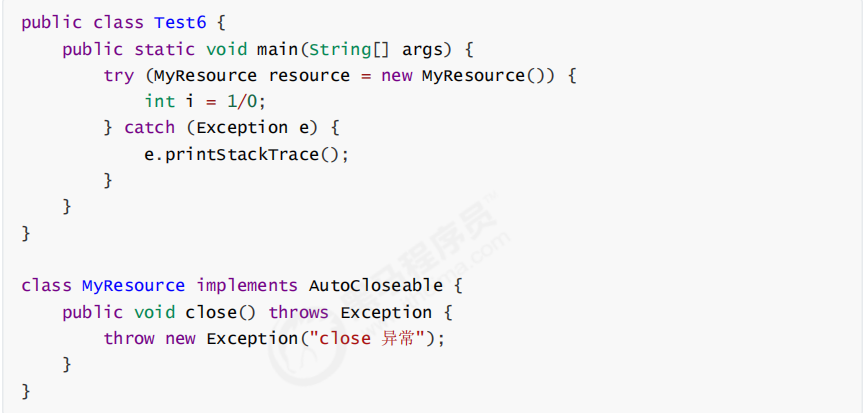 public class Test6 {
    public static void main(String[] args) {
        try (MyResource resource = new MyResource()) {
            int i = 1/0;
        } catch (Exception e) {
            e.printStackTrace();
        }
    }
}
class MyResource implements AutoCloseable {
    public void close() throws Exception {
        throw new Exception("close 异常");
    }
}